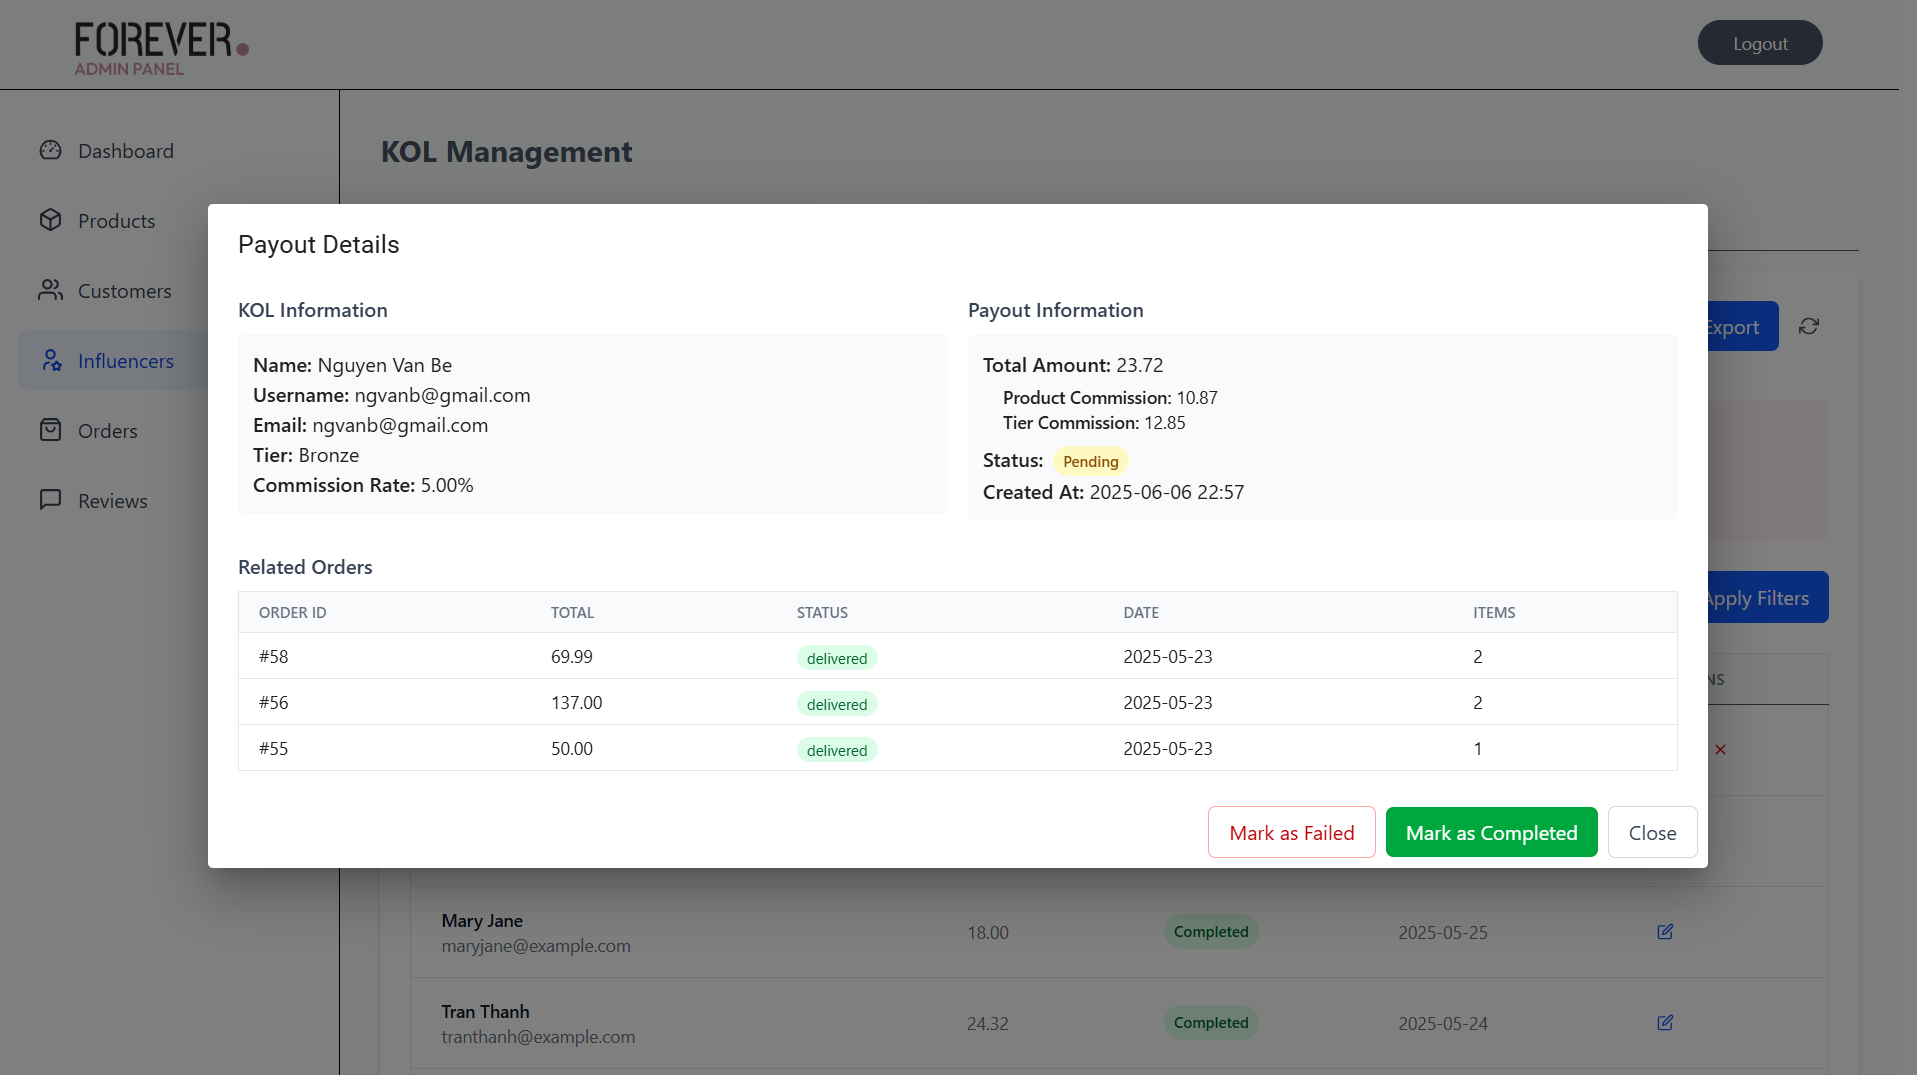 FOREVER.
ADMIN PANEL
Logout
Dashboard
Products
Customers
Influencers
Orders
Reviews
KOL Management
Export
Apply Filters
NS
Payout Details
KOL Information
Name: Nguyen Van Be
Username: ngvanb@gmail.com
Email: ngvanb@gmail.com
Tier: Bronze
Commission Rate: 5.00%
Payout Information
Total Amount: 23.72
Product Commission: 10.87
Tier Commission: 12.85
Status: Pending
Created At: 2025-06-06 22:57
Related Orders
ORDER ID TOTAL STATUS DATE ITEMS
#58 69.99 delivered 2025-05-23 2
#56 137.00 delivered 2025-05-23 2
#55 50.00 delivered 2025-05-23 1
Mark as Failed Mark as Completed Close
Mary Jane
maryjane@example.com 18.00 Completed 2025-05-25
Tran Thanh
tranthanh@example.com 24.32 Completed 2025-05-24